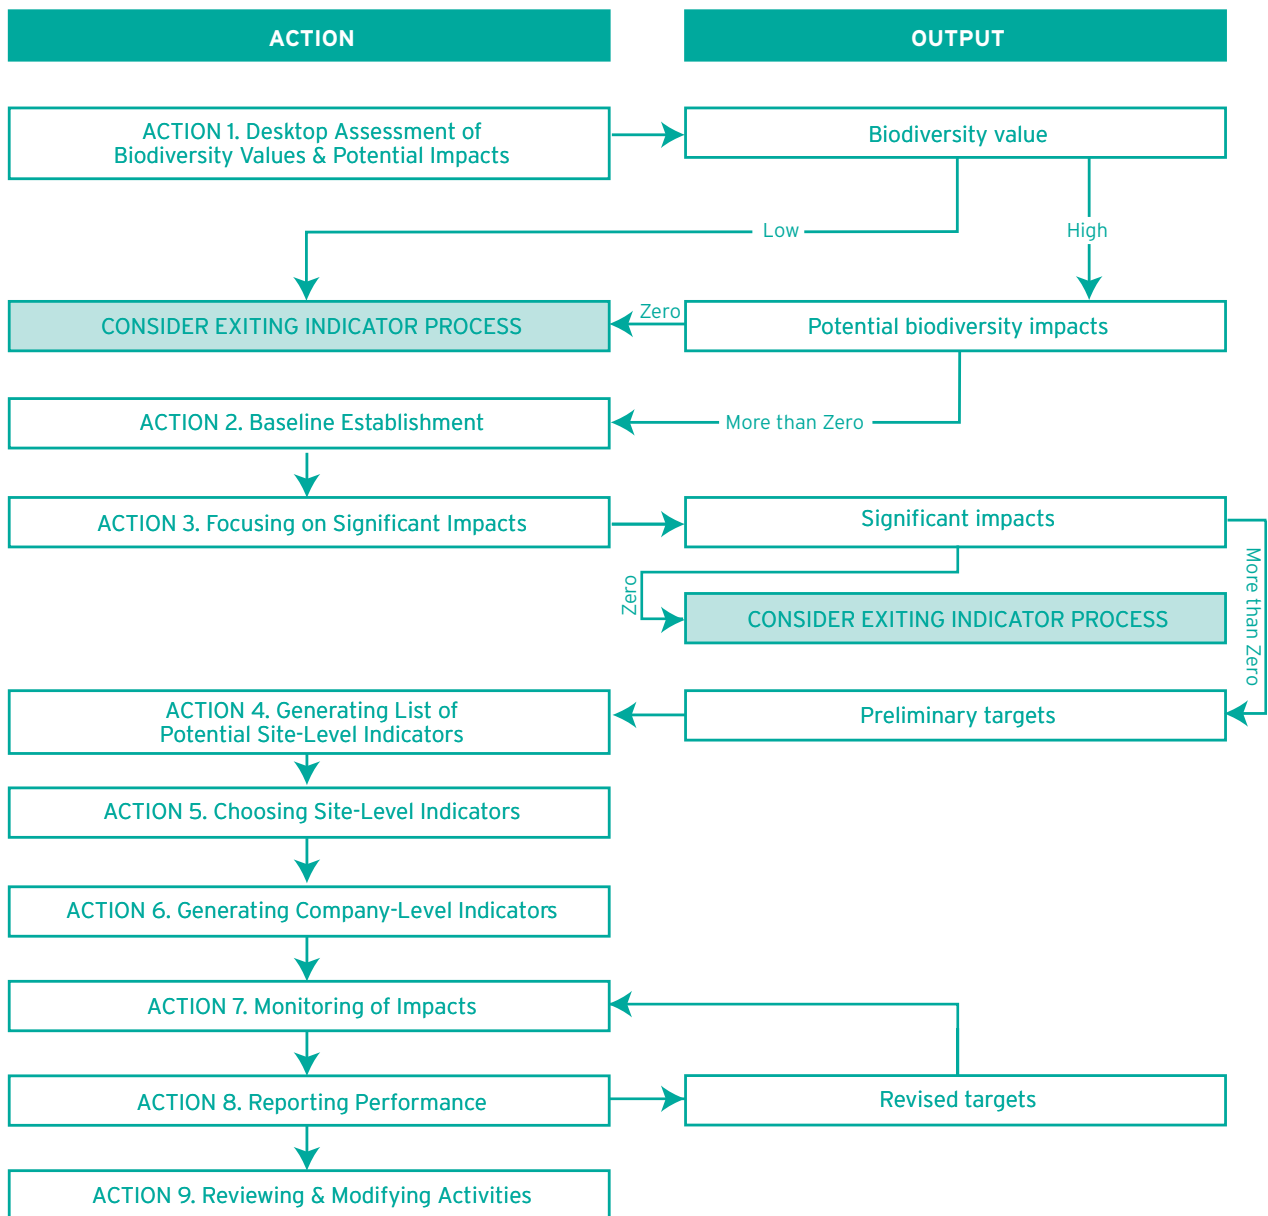 ACTION
OUTPUT
ACTION 1. Desktop Assessment of
Biodiversity Values & Potential Impacts
Biodiversity value
Low
High
CONSIDER EXITING INDICATOR PROCESS
Zero
Potential biodiversity impacts
ACTION 2. Baseline Establishment
More than Zero
ACTION 3. Focusing on Significant Impacts
Significant impacts
Zero
More than Zero
CONSIDER EXITING INDICATOR PROCESS
ACTION 4. Generating List of
Potential Site-Level Indicators
Preliminary targets
ACTION 5. Choosing Site-Level Indicators
ACTION 6. Generating Company-Level Indicators
ACTION 7. Monitoring of Impacts
ACTION 8. Reporting Performance
Revised targets
ACTION 9. Reviewing & Modifying Activities